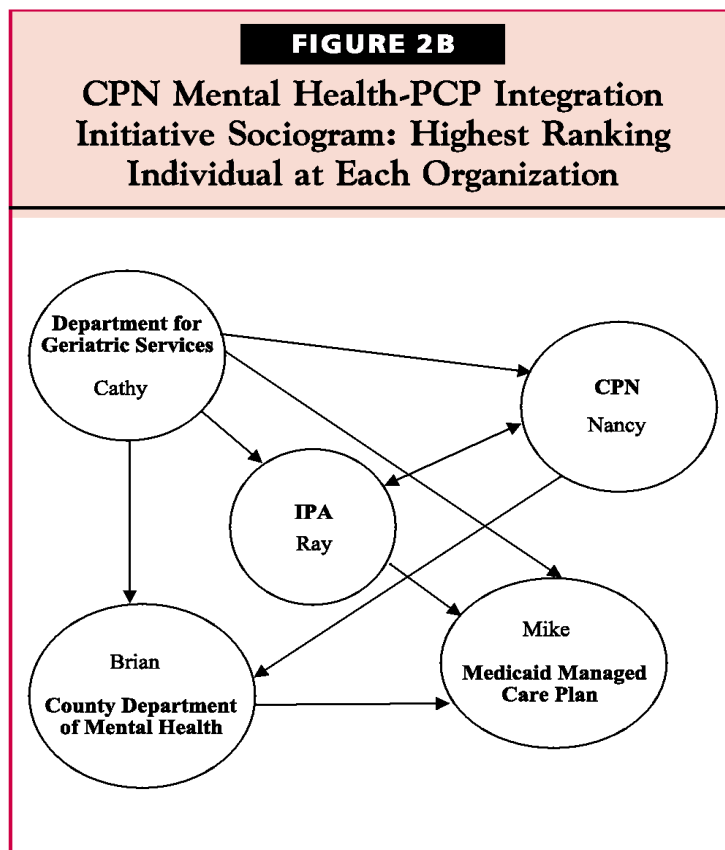 FIGURE 2B
CPN Mental Health-PCP Integration
Initiative Sociogram: Highest Ranking
Individual at Each Organization
Department for
Geriatric Services
Cathy
CPN
Nancy
IPA
Ray
Brian
County Department
of Mental Health
Mike
Medicaid Managed
Care Plan